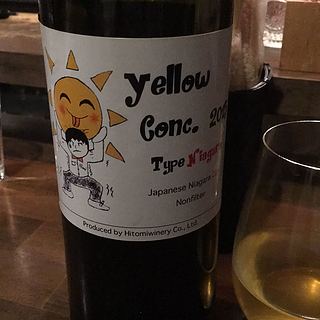 yellow
Conc.
Type
Japanese Niagara
Nonfilter
Produced by Hitomiwinery Co., Ltd.